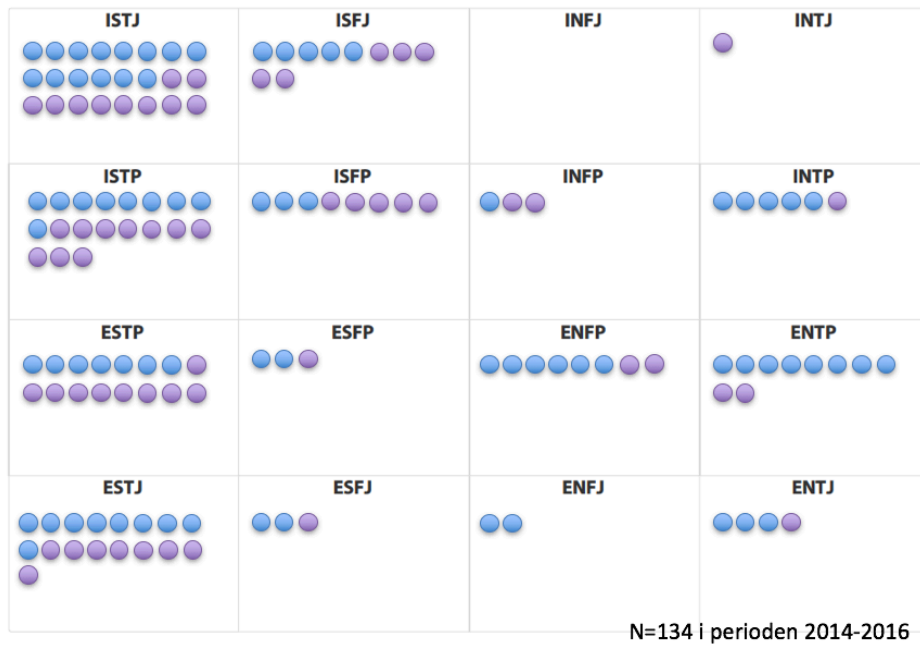 ISTJ ISFJ INFJ INTJ
ISTP ISFP INFP INTP
ESTP ESFP ENFP ENTP
ESTJ ESFJ ENFJ ENTJ
N=134 i perioden 2014-2016